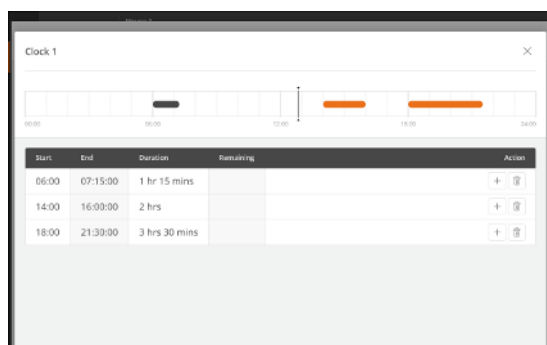 Clock 1
00:00 06:00 12:00 18:00 24:00
Start End Duration Remaining Action
06:00 07:15:00 1 hr 15 mins
14:00 16:00:00 2 hrs
18:00 21:30:00 3 hrs 30 mins